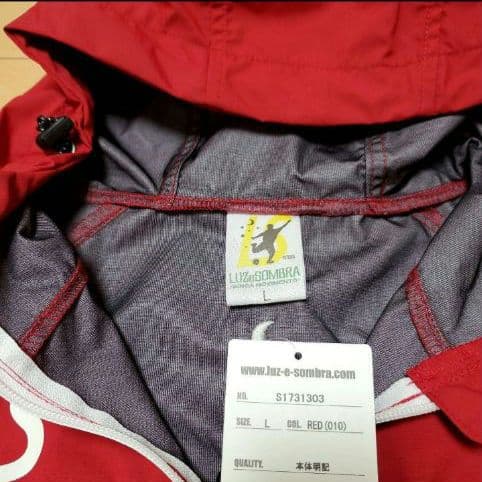 LUZeSOMBRA
L
www.luz-e-sombra.com
NO. S1731303
SIZE. L COL. RED(010)
QUALITY. 本体明記